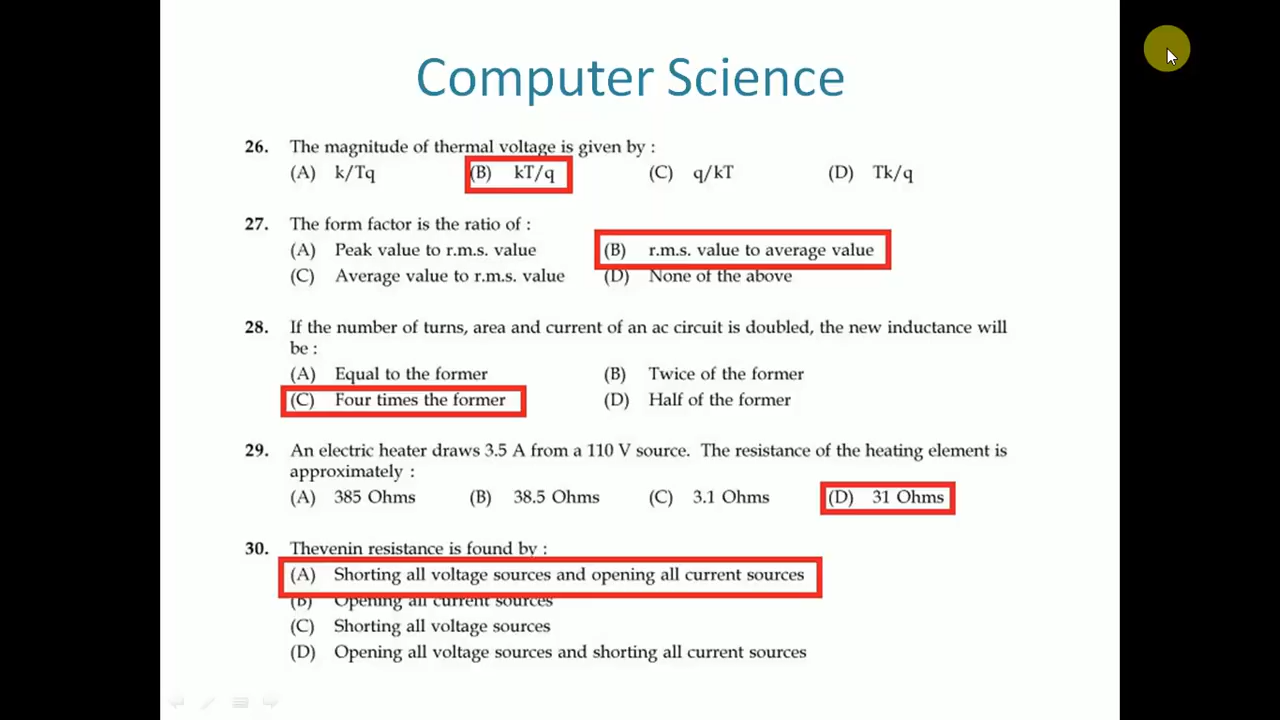 Computer Science
26. The magnitude of thermal voltage is given by :
(A) k/Tq (B) kT/q (C) q/kT (D) Tk/q
27. The form factor is the ratio of :
(A) Peak value to r.m.s. value (B) r.m.s. value to average value
(C) Average value to r.m.s. value (D) None of the above
28. If the number of turns, area and current of an ac circuit is doubled, the new inductance will
be :
(A) Equal to the former (B) Twice of the former
(C) Four times the former (D) Half of the former
29. An electric heater draws 3.5 A from a 110 V source. The resistance of the heating element is
approximately :
(A) 385 Ohms (B) 38.5 Ohms (C) 3.1 Ohms (D) 31 Ohms
30. Thevenin resistance is found by :
(A) Shorting all voltage sources and opening all current sources
(B) Opening all current sources
(C) Shorting all voltage sources
(D) Opening all voltage sources and shorting all current sources